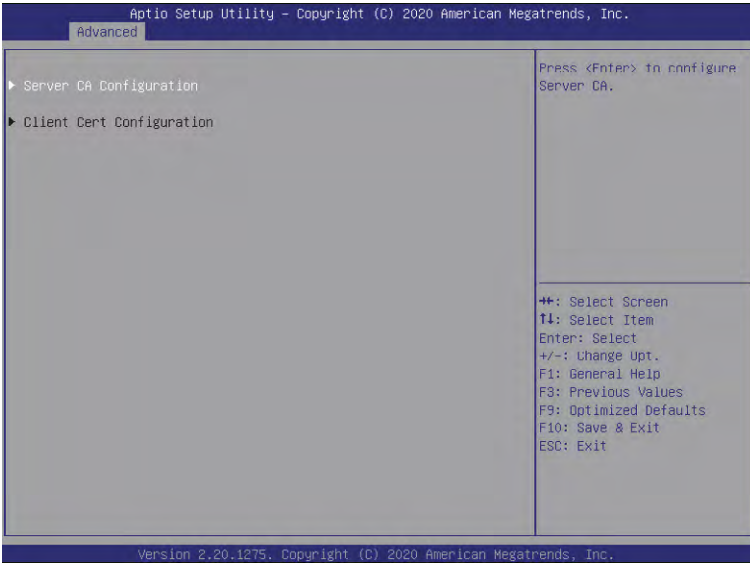 Aptio Setup Utility – Copyright (C) 2020 American Megatrends, Inc.
Advanced
▶ Server CA Configuration
▶ Client Cert Configuration
Press <Enter> to configure
Server CA.
→←: Select Screen
↑↓: Select Item
Enter: Select
+/-: Change Opt.
F1: General Help
F3: Previous Values
F9: Optimized Defaults
F10: Save & Exit
ESC: Exit
Version 2.20.1275. Copyright (C) 2020 American Megatrends, Inc.